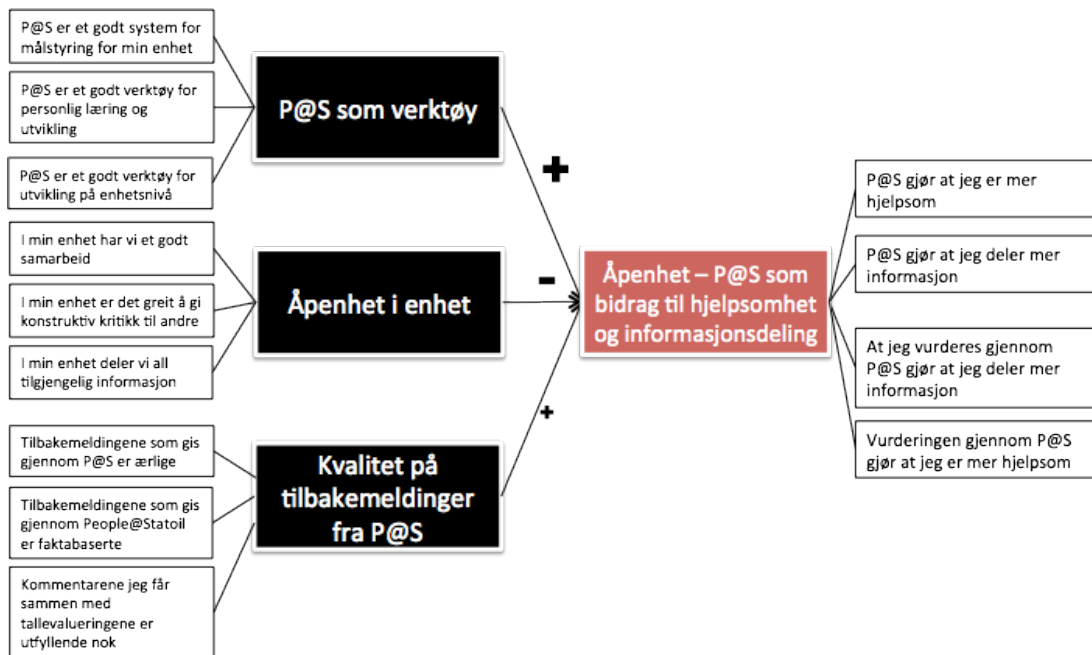 P@S er et godt system for
målstyring for min enhet
P@S er et godt verktøy for
personlig læring og
utvikling
P@S er et godt verktøy for
utvikling på enhetsnivå
I min enhet har vi et godt
samarbeid
I min enhet er det greit å gi
konstruktiv kritikk til andre
I min enhet deler vi all
tilgjengelig informasjon
Tilbakemeldingene som gis
gjennom P@S er ærlige
Tilbakemeldingene som gis
gjennom People@Statoil
er faktabaserte
Kommentarene jeg får
sammen med
tallevalueringene er
utfyllende nok
P@S som verktøy
Åpenhet i enhet
Kvalitet på
tilbakemeldinger
fra P@S
+
-
+
Åpenhet – P@S som
bidrag til hjelpsomhet
og informasjonsdeling
P@S gjør at jeg er mer
hjelpsom
P@S gjør at jeg deler mer
informasjon
At jeg vurderes gjennom
P@S gjør at jeg deler mer
informasjon
Vurderingen gjennom P@S
gjør at jeg er mer hjelpsom